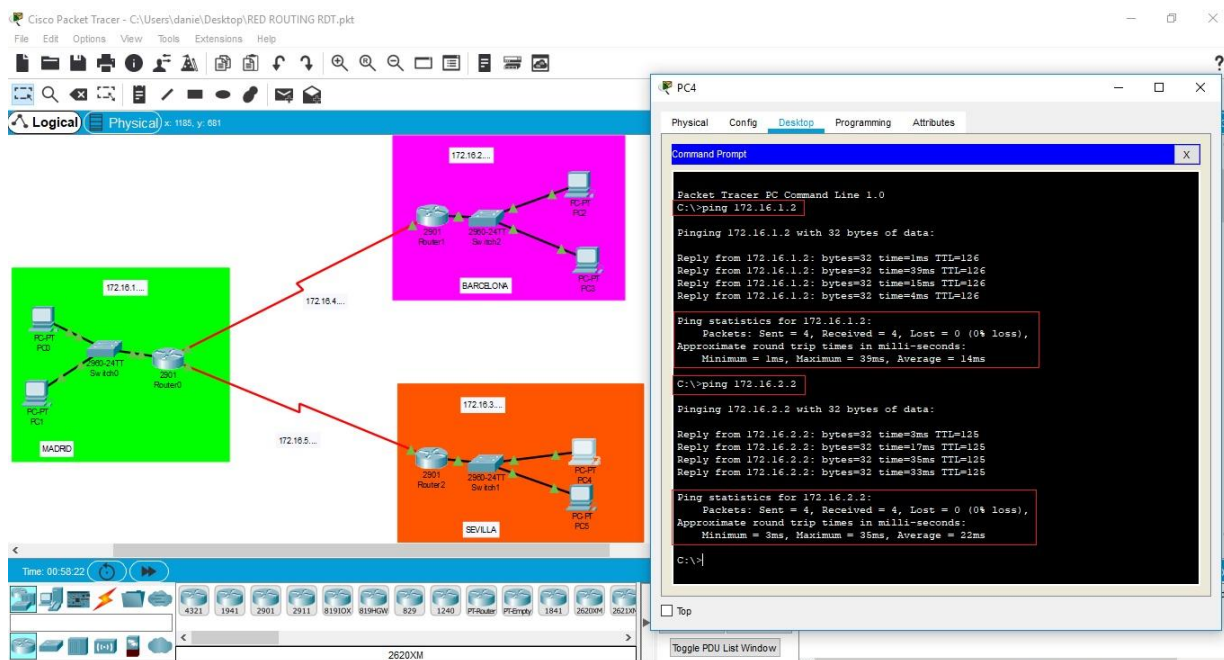 Cisco Packet Tracer - C:\Users\danie\Desktop\RED ROUTING RDT.pkt
File Edit Options View Tools Extensions Help
Logical Physical x: 1185, y: 681
172.16.2....
PC-PT
PC2
2901
Router1
2960-24TT
Switch2
PC-PT
PC3
BARCELONA
172.16.1....
172.16.4....
PC-PT
PC0
2960-24TT
Switch0
2901
Router0
PC-PT
PC1
MADRID
172.16.3....
172.16.5....
2901
Router2
2960-24TT
Switch1
PC-PT
PC4
PC-PT
PC5
SEVILLA
Time: 00:58:22
4321 1941 2901 2911 819IOX 819HGW 829 1240 PT-Router PT-Empty 1841 2620XM 2621XM
2620XM
?
PC4
Physical Config Desktop Programming Attributes
Command Prompt
X
Packet Tracer PC Command Line 1.0
C:\>ping 172.16.1.2
Pinging 172.16.1.2 with 32 bytes of data:
Reply from 172.16.1.2: bytes=32 time=1ms TTL=126
Reply from 172.16.1.2: bytes=32 time=39ms TTL=126
Reply from 172.16.1.2: bytes=32 time=15ms TTL=126
Reply from 172.16.1.2: bytes=32 time=4ms TTL=126
Ping statistics for 172.16.1.2:
Packets: Sent = 4, Received = 4, Lost = 0 (0% loss),
Approximate round trip times in milli-seconds:
Minimum = 1ms, Maximum = 39ms, Average = 14ms
C:\>ping 172.16.2.2
Pinging 172.16.2.2 with 32 bytes of data:
Reply from 172.16.2.2: bytes=32 time=3ms TTL=125
Reply from 172.16.2.2: bytes=32 time=17ms TTL=125
Reply from 172.16.2.2: bytes=32 time=35ms TTL=125
Reply from 172.16.2.2: bytes=32 time=33ms TTL=125
Ping statistics for 172.16.2.2:
Packets: Sent = 4, Received = 4, Lost = 0 (0% loss),
Approximate round trip times in milli-seconds:
Minimum = 3ms, Maximum = 35ms, Average = 22ms
C:\>
Top
Toggle PDU List Window